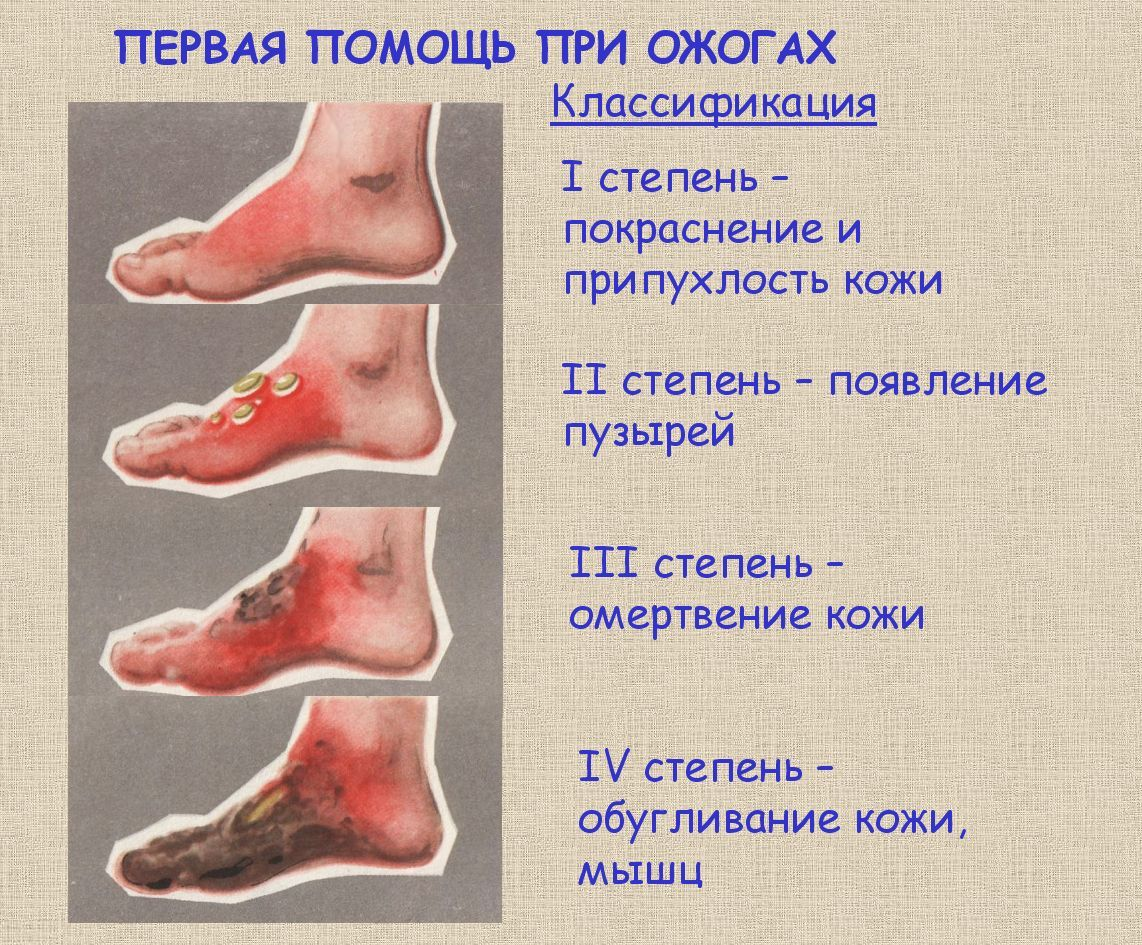 ПЕРВАЯ ПОМОЩЬ ПРИ ОЖОГАХ
Классификация
I степень –
покраснение и
припухлость кожи
II степень – появление
пузырей
III степень –
омертвение кожи
IV степень –
обугливание кожи,
мышц